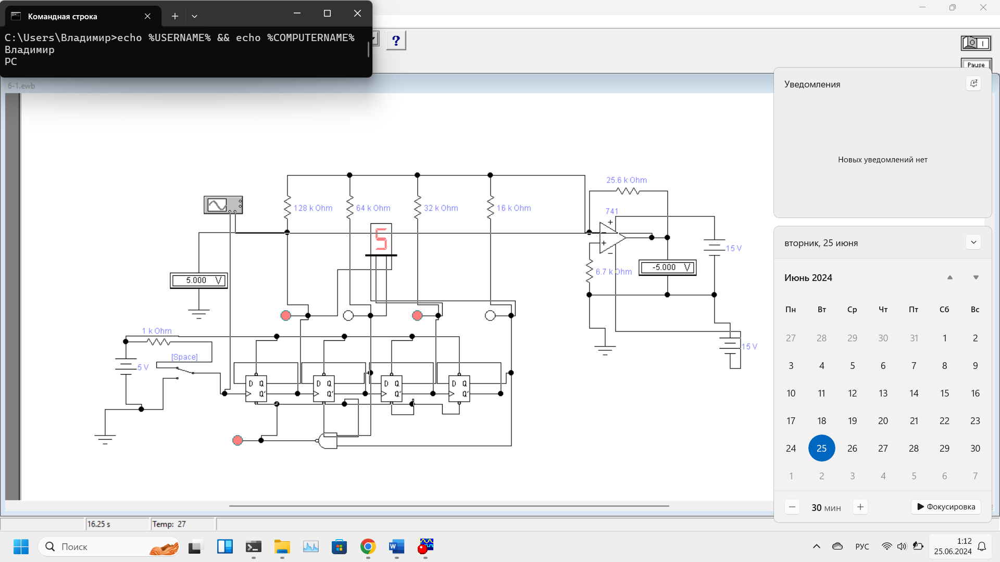 Командная строка
C:\Users\Владимир>echo %USERNAME% && echo %COMPUTERNAME%
Владимир
PC
?
Pause
6-1.ewb
25.6 k Ohm
128 k Ohm
64 k Ohm
32 k Ohm
16 k Ohm
741
5
15 V
-5.000 V
6.7 k Ohm
5.000 V
1 k Ohm
[Space]
5 V
15 V
D Q
Q'
D Q
Q'
D Q
Q'
D Q
Q'
16.25 s
Temp: 27
Уведомления
Новых уведомлений нет
вторник, 25 июня
Июнь 2024
Пн Вт Ср Чт Пт Сб Вс
27 28 29 30 31 1 2
3 4 5 6 7 8 9
10 11 12 13 14 15 16
17 18 19 20 21 22 23
24 25 26 27 28 29 30
1 2 3 4 5 6 7
30 мин
Фокусировка
Поиск
РУС
1:12
25.06.2024